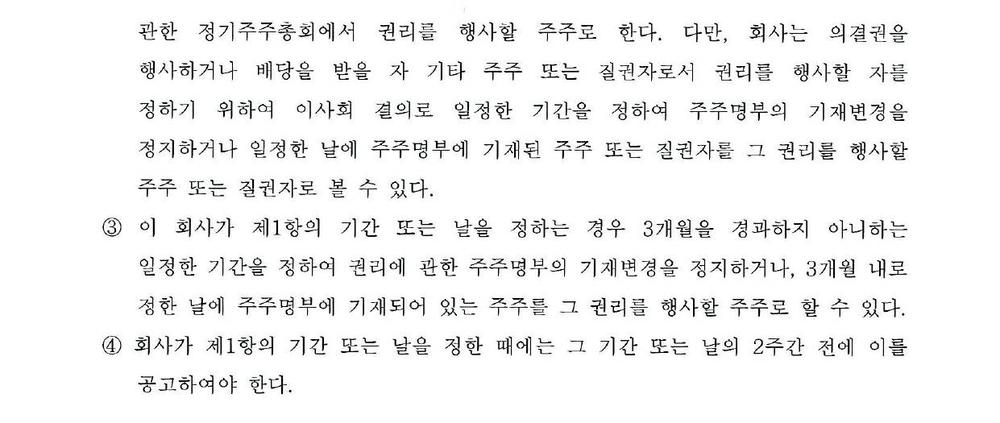 관한 정기주주총회에서 권리를 행사할 주주로 한다. 다만, 회사는 의결권을
행사하거나 배당을 받을 자 기타 주주 또는 질권자로서 권리를 행사할 자를
정하기 위하여 이사회 결의로 일정한 기간을 정하여 주주명부의 기재변경을
정지하거나 일정한 날에 주주명부에 기재된 주주 또는 질권자를 그 권리를 행사할
주주 또는 질권자로 볼 수 있다.
③ 이 회사가 제1항의 기간 또는 날을 정하는 경우 3개월을 경과하지 아니하는
일정한 기간을 정하여 권리에 관한 주주명부의 기재변경을 정지하거나, 3개월 내로
정한 날에 주주명부에 기재되어 있는 주주를 그 권리를 행사할 주주로 할 수 있다.
④ 회사가 제1항의 기간 또는 날을 정한 때에는 그 기간 또는 날의 2주간 전에 이를
공고하여야 한다.